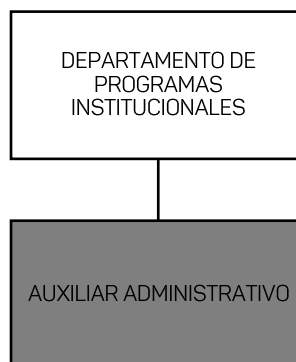 DEPARTAMENTO DE
PROGRAMAS
INSTITUCIONALES
AUXILIAR ADMINISTRATIVO